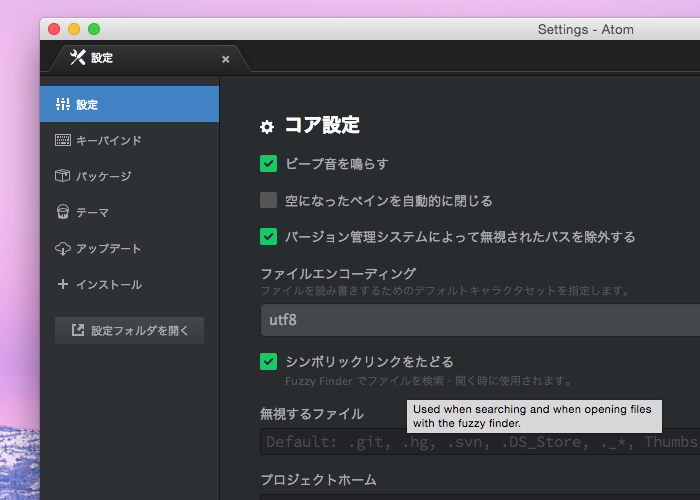 Settings - Atom
設定
設定
キーバインド
パッケージ
テーマ
アップデート
インストール
設定フォルダを開く
コア設定
ビープ音を鳴らす
空になったペインを自動的に閉じる
バージョン管理システムによって無視されたパスを除外する
ファイルエンコーディング
ファイルを読み書きするためのデフォルトキャラクタセットを指定します。
utf8
シンボリックリンクをたどる
Fuzzy Finder でファイルを検索・開く時に使用されます。
Used when searching and when opening files
with the fuzzy finder.
無視するファイル
Default: .git, .hg, .svn, .DS_Store, ._*, Thumbs
プロジェクトホーム